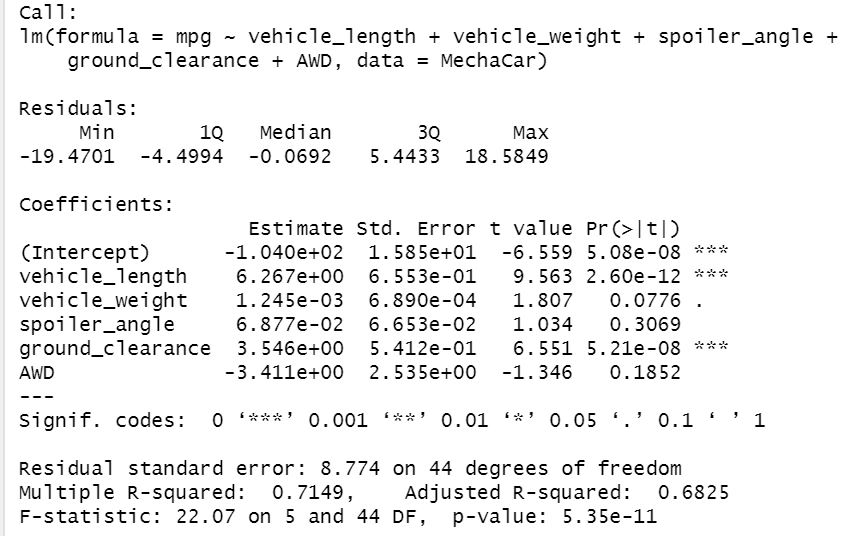 Call:
lm(formula = mpg ~ vehicle_length + vehicle_weight + spoiler_angle +
    ground_clearance + AWD, data = MechaCar)

Residuals:
     Min       1Q   Median       3Q      Max
-19.4701  -4.4994  -0.0692   5.4433  18.5849

Coefficients:
                   Estimate Std. Error t value Pr(>|t|)
(Intercept)      -1.040e+02  1.585e+01  -6.559 5.08e-08 ***
vehicle_length    6.267e+00  6.553e-01   9.563 2.60e-12 ***
vehicle_weight    1.245e-03  6.890e-04   1.807   0.0776 .
spoiler_angle     6.877e-02  6.653e-02   1.034   0.3069
ground_clearance  3.546e+00  5.412e-01   6.551 5.21e-08 ***
AWD              -3.411e+00  2.535e+00  -1.346   0.1852
---
Signif. codes:  0 ‘***’ 0.001 ‘**’ 0.01 ‘*’ 0.05 ‘.’ 0.1 ‘ ’ 1

Residual standard error: 8.774 on 44 degrees of freedom
Multiple R-squared:  0.7149,    Adjusted R-squared:  0.6825
F-statistic: 22.07 on 5 and 44 DF,  p-value: 5.35e-11